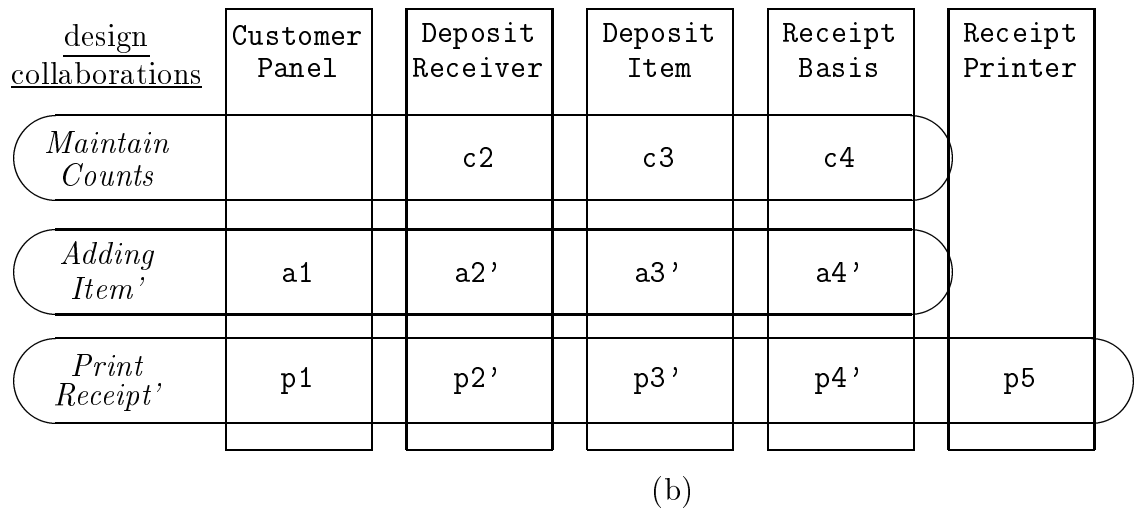 design
collaborations
Customer
Panel
Deposit
Receiver
Deposit
Item
Receipt
Basis
Receipt
Printer
Maintain
Counts
c2
c3
c4
Adding
Item'
a1
a2'
a3'
a4'
Print
Receipt'
p1
p2'
p3'
p4'
p5
(b)